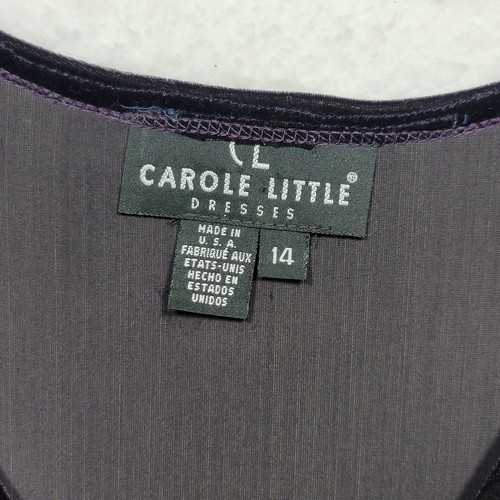 CL
CAROLE LITTLE®
DRESSES
MADE IN
U. S. A.
FABRIQUÉ AUX
ETATS-UNIS
HECHO EN
ESTADOS
UNIDOS
14